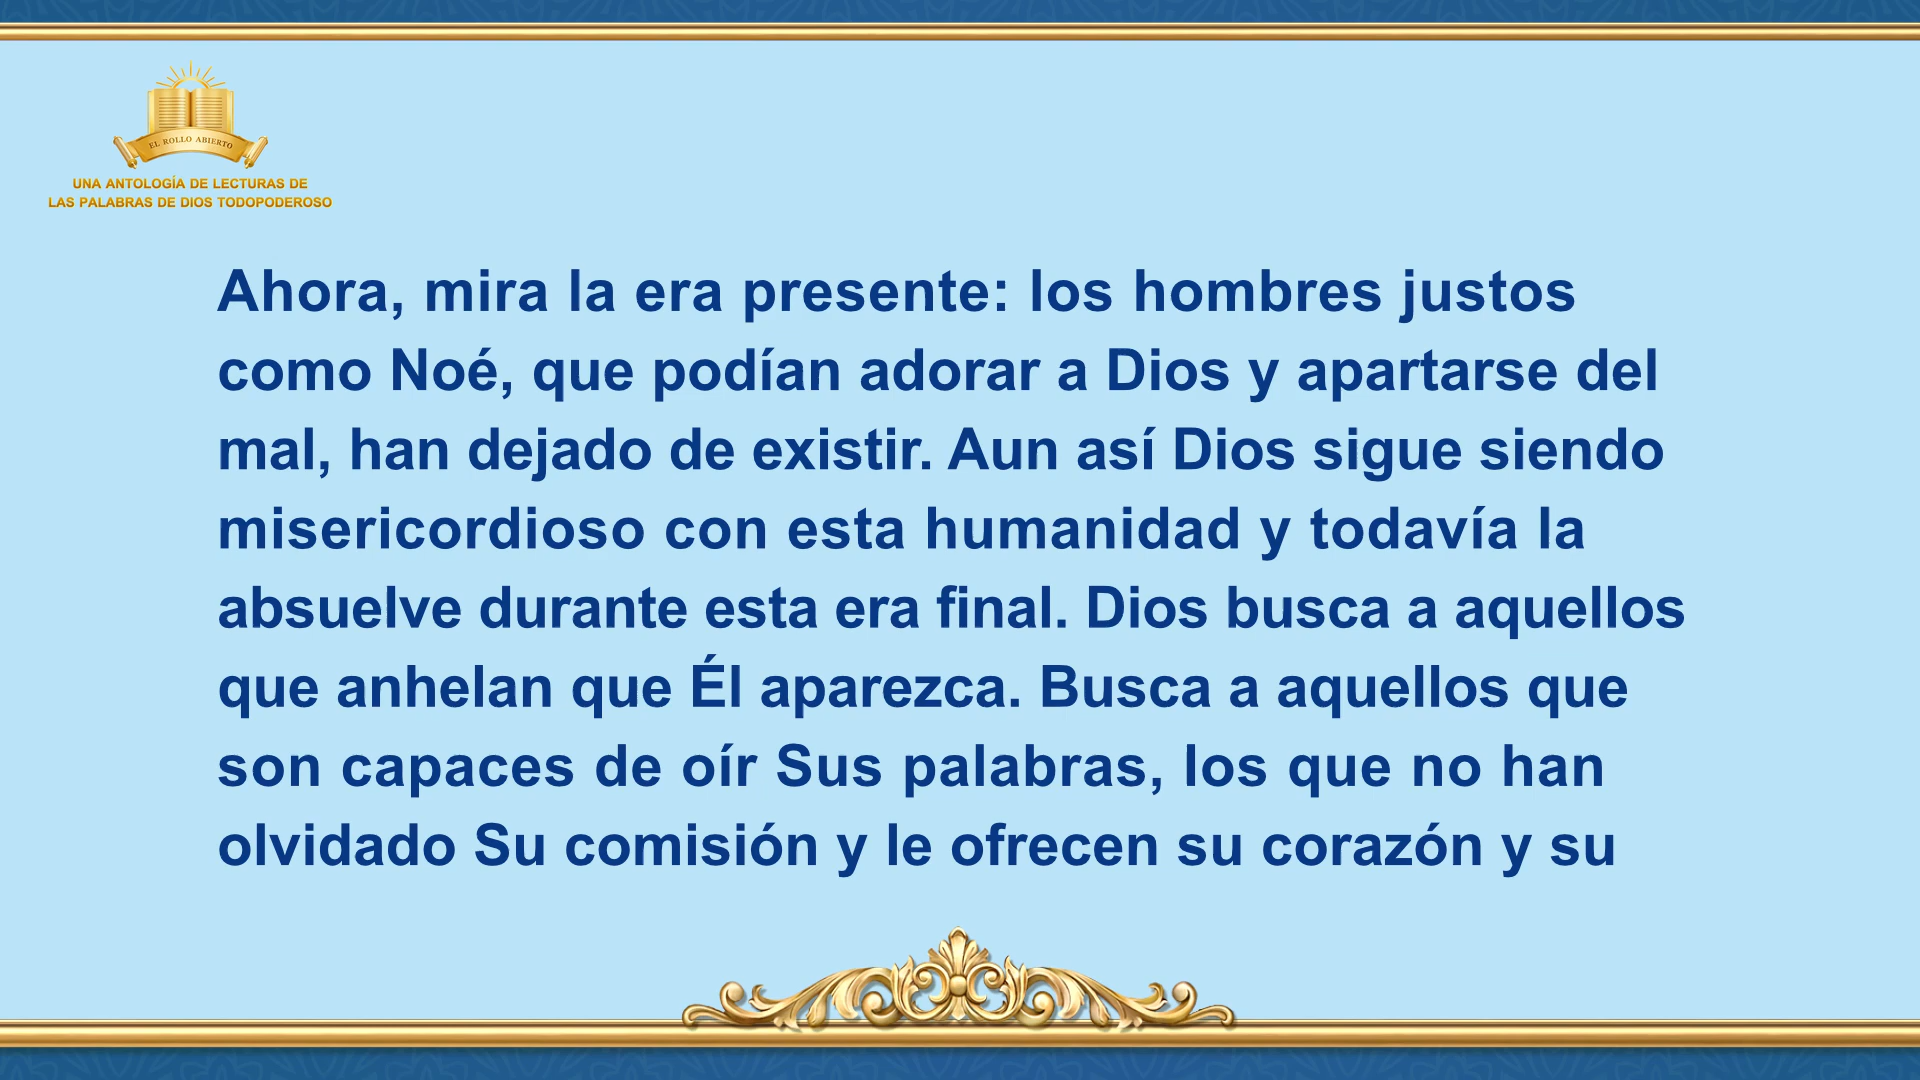 EL ROLLO ABIERTO
UNA ANTOLOGÍA DE LECTURAS DE
LAS PALABRAS DE DIOS TODOPODEROSO
Ahora, mira la era presente: los hombres justos
como Noé, que podían adorar a Dios y apartarse del
mal, han dejado de existir. Aun así Dios sigue siendo
misericordioso con esta humanidad y todavía la
absuelve durante esta era final. Dios busca a aquellos
que anhelan que Él aparezca. Busca a aquellos que
son capaces de oír Sus palabras, los que no han
olvidado Su comisión y le ofrecen su corazón y su